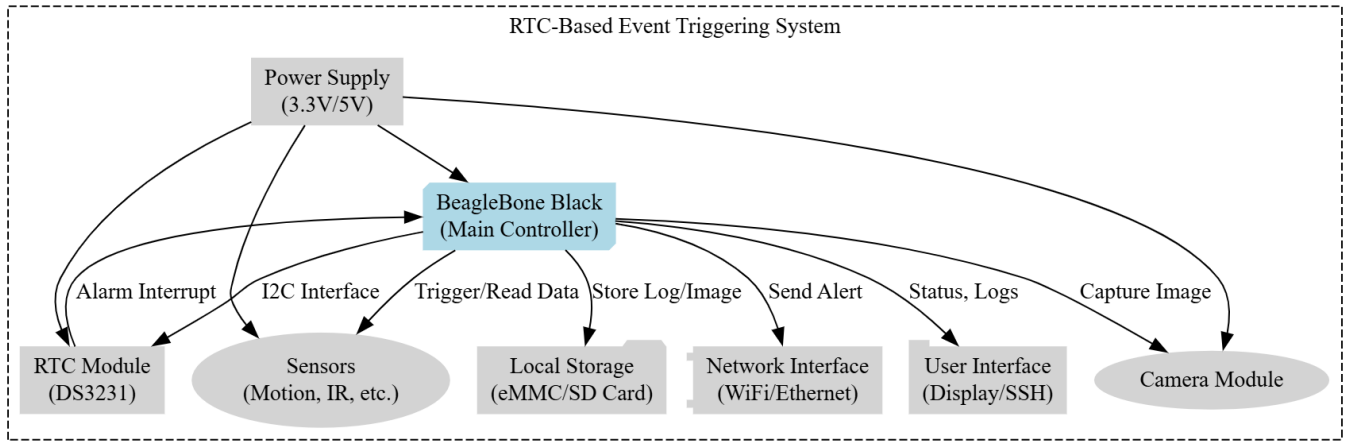 RTC-Based Event Triggering System
Power Supply
(3.3V/5V)
BeagleBone Black
(Main Controller)
Alarm Interrupt
I2C Interface
Trigger/Read Data
Store Log/Image
Send Alert
Status, Logs
Capture Image
RTC Module
(DS3231)
Sensors
(Motion, IR, etc.)
Local Storage
(eMMC/SD Card)
Network Interface
(WiFi/Ethernet)
User Interface
(Display/SSH)
Camera Module